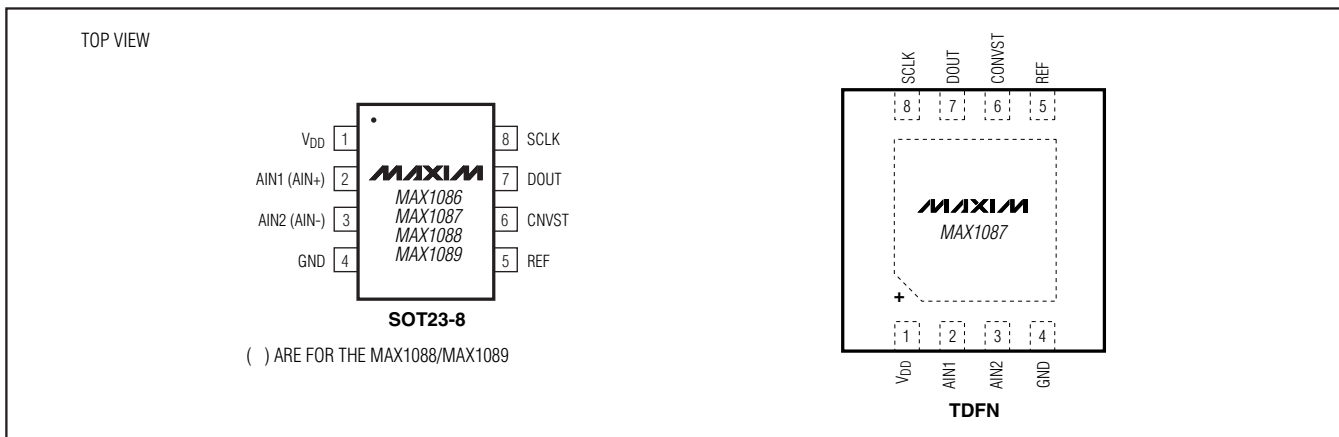 TOP VIEW
VDD 1
AIN1 (AIN+) 2
AIN2 (AIN-) 3
GND 4
MAXIM
MAX1086
MAX1087
MAX1088
MAX1089
8 SCLK
7 DOUT
6 CNVST
5 REF
SOT23-8
( ) ARE FOR THE MAX1088/MAX1089
SCLK DOUT CONVST REF
8 7 6 5
MAXIM
MAX1087
+
1 2 3 4
VDD AIN1 AIN2 GND
TDFN